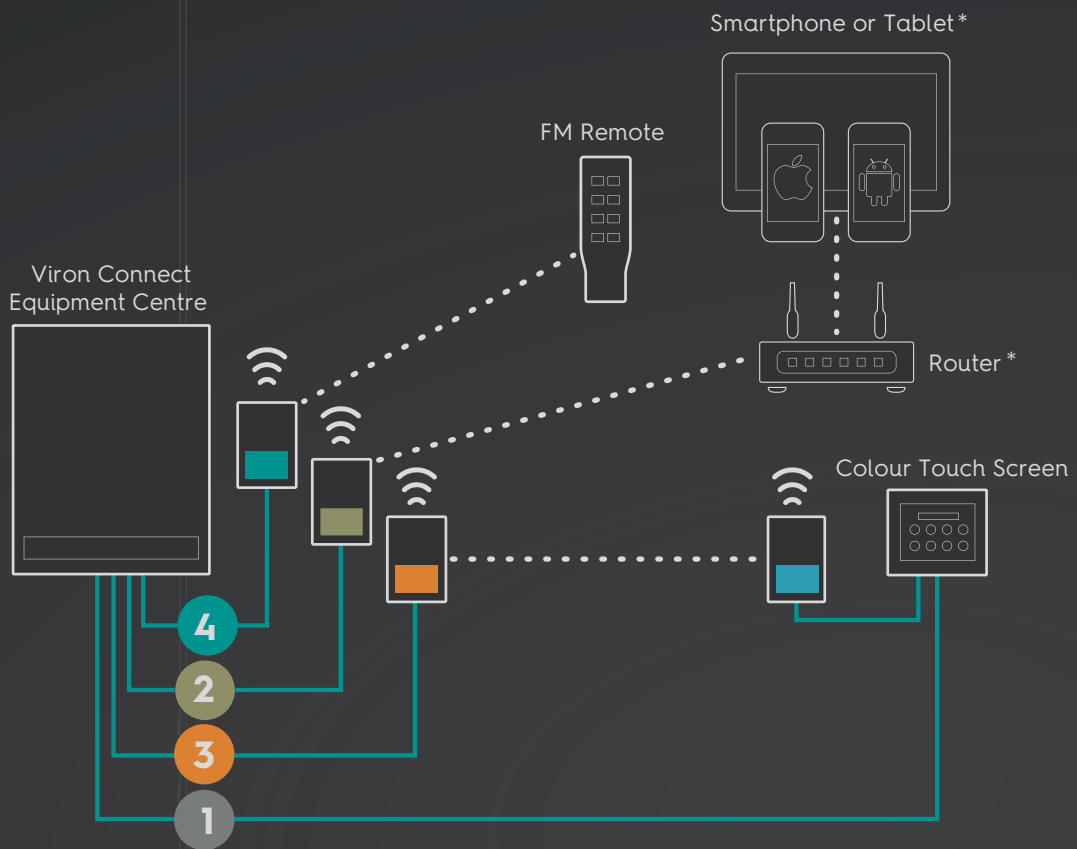 Smartphone or Tablet*
FM Remote
Viron Connect
Equipment Centre
Router*
Colour Touch Screen
4
2
3
1